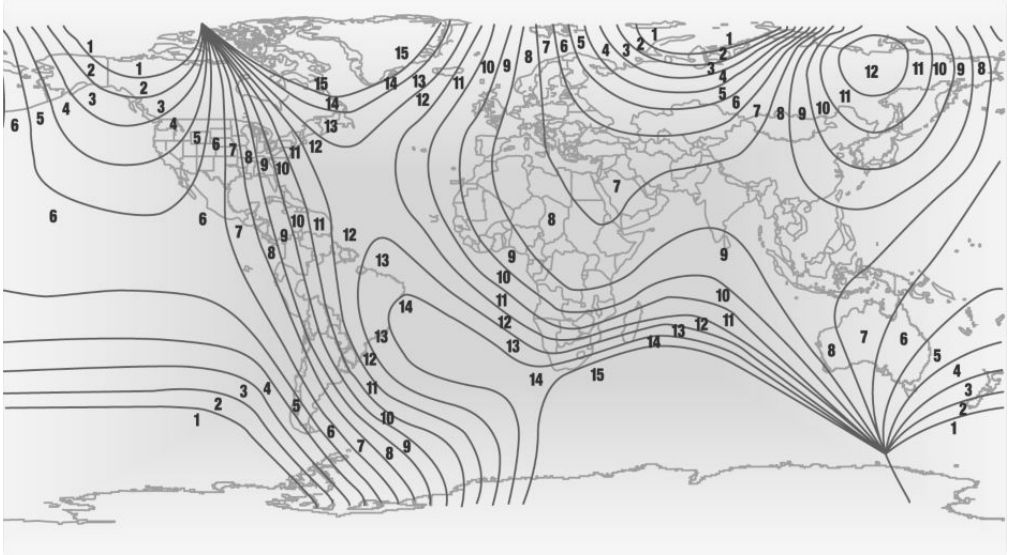 1 15 1
1 2 2 15 14 13 11 10 9 8 7 6 5 4 3 2 3 12 11 10 9 8
2 14 12 4
4 3 3 13 5 6 11
6 5 4 5 6 7 8 9 10 11 12 7 8 9 10
7
6 6 7 8 9 10 11 12 13 8 9 9
10 10
14 11 11
12 13 12
13 13 14 8 7 6 5
12 14 15 4
3 4 5 11 3
2 10 2
1 6 7 8 9 1